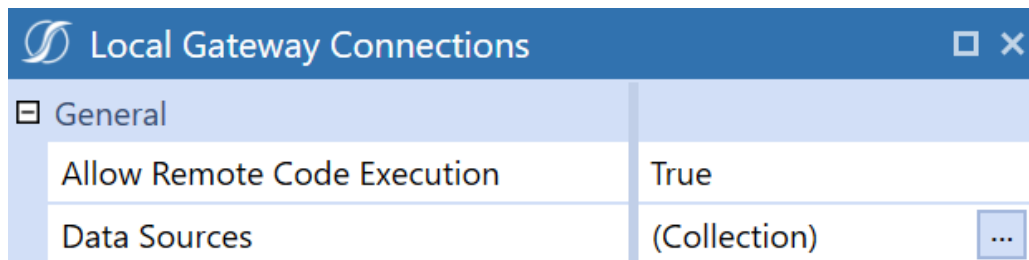 Local Gateway Connections
General
Allow Remote Code Execution True
Data Sources (Collection) ...